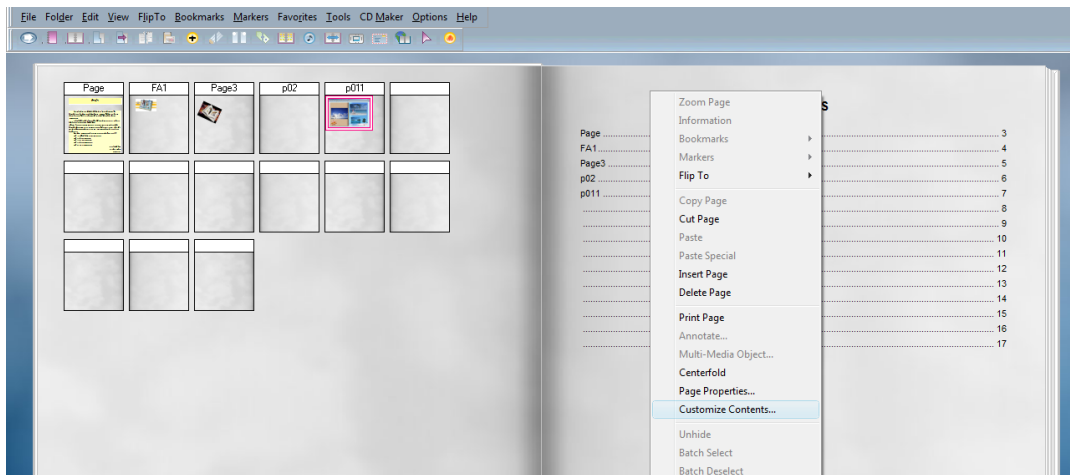 File Folder Edit View FlipTo Bookmarks Markers Favorites Tools CD Maker Options Help
Page FA1 Page3 p02 p011
S
Page 3
FA1 4
Page3 5
p02 6
p011 7
8
9
10
11
12
13
14
15
16
17
Zoom Page
Information
Bookmarks
Markers
Flip To
Copy Page
Cut Page
Paste
Paste Special
Insert Page
Delete Page
Print Page
Annotate...
Multi-Media Object...
Centerfold
Page Properties...
Customize Contents...
Unhide
Batch Select
Batch Deselect